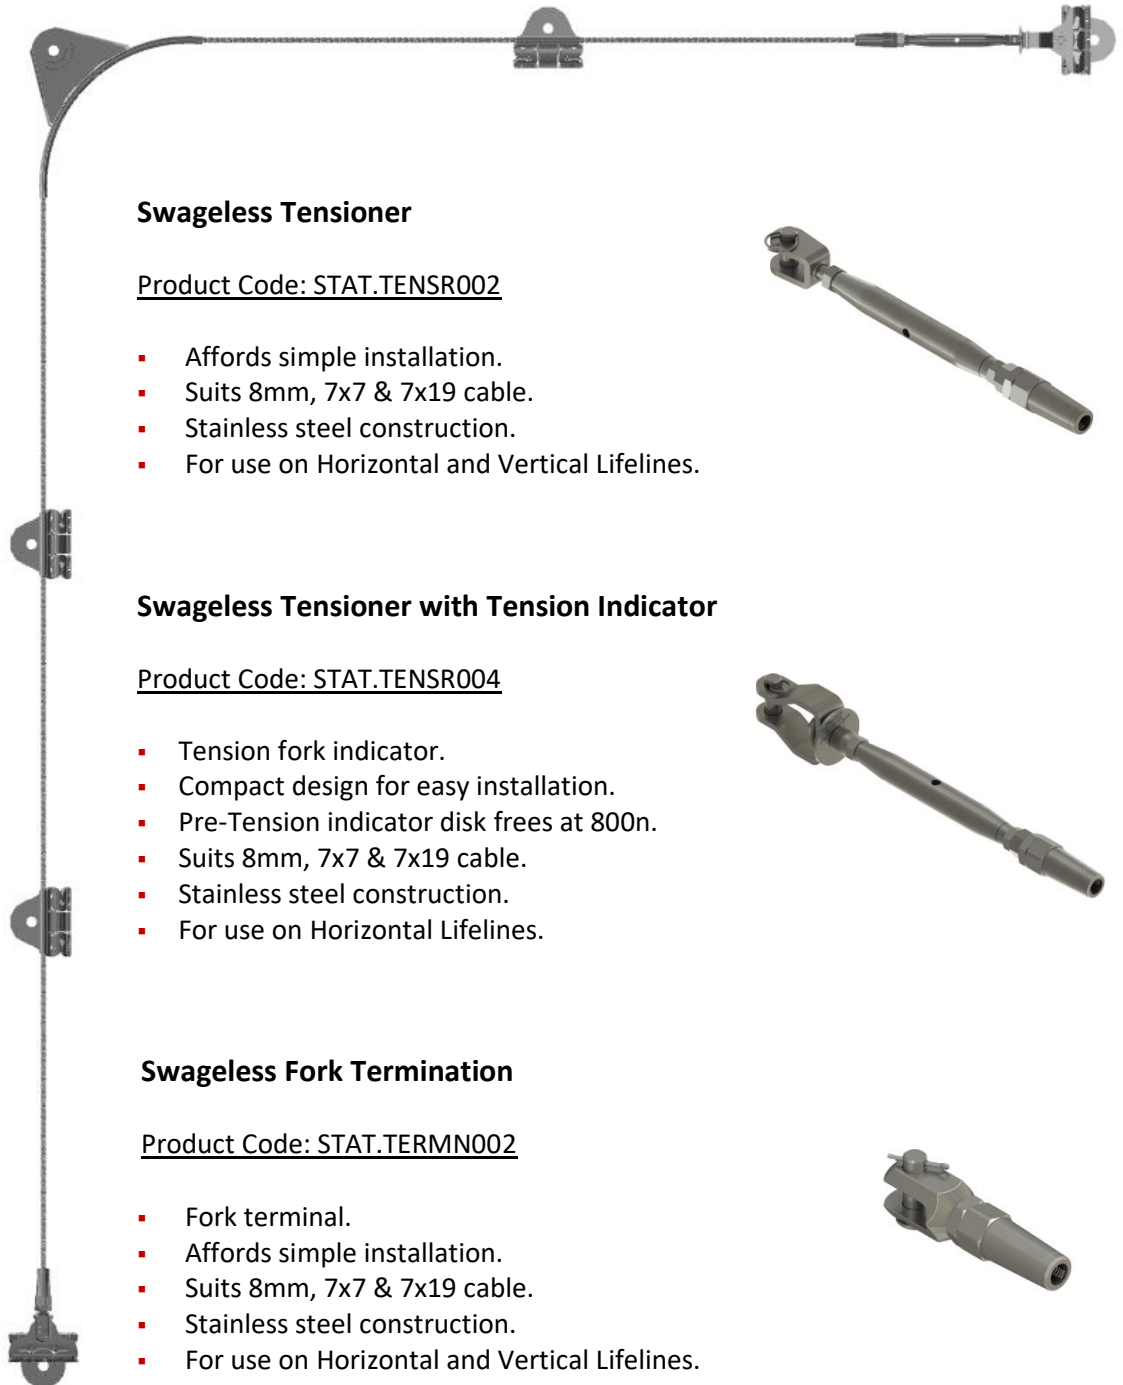 Swageless Tensioner
Product Code: STAT.TENSR002
▪ Affords simple installation.
▪ Suits 8mm, 7x7 & 7x19 cable.
▪ Stainless steel construction.
▪ For use on Horizontal and Vertical Lifelines.
Swageless Tensioner with Tension Indicator
Product Code: STAT.TENSR004
▪ Tension fork indicator.
▪ Compact design for easy installation.
▪ Pre-Tension indicator disk frees at 800n.
▪ Suits 8mm, 7x7 & 7x19 cable.
▪ Stainless steel construction.
▪ For use on Horizontal Lifelines.
Swageless Fork Termination
Product Code: STAT.TERMN002
▪ Fork terminal.
▪ Affords simple installation.
▪ Suits 8mm, 7x7 & 7x19 cable.
▪ Stainless steel construction.
▪ For use on Horizontal and Vertical Lifelines.